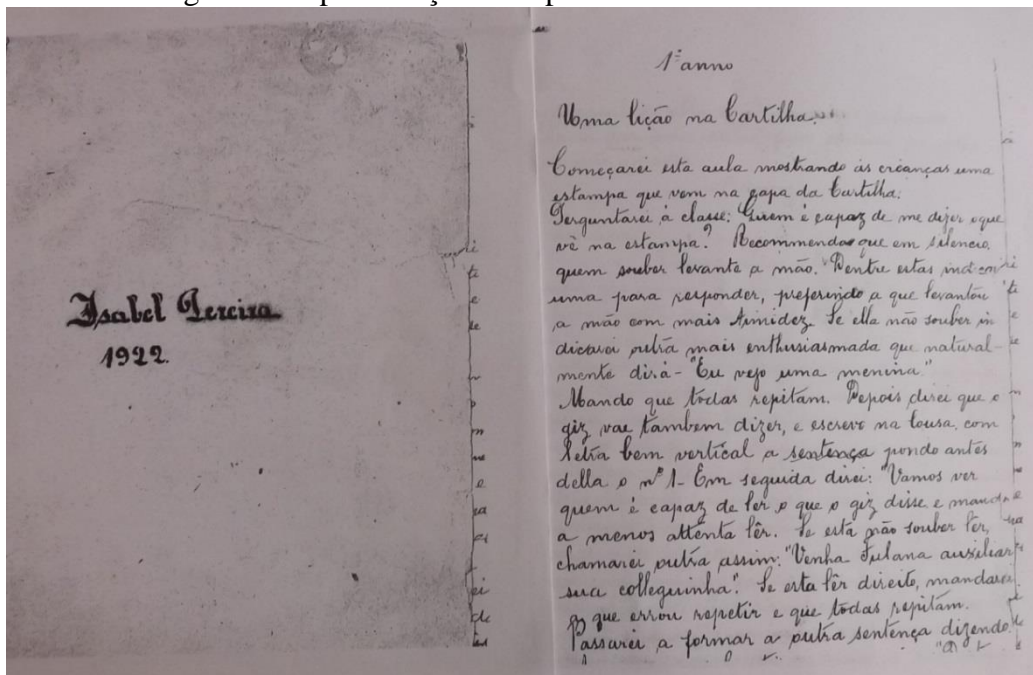 Isabel Pereira
1922.
1º anno
Uma lição na Cartilha.
Começarei esta aula mostrando ás creanças uma
estampa que vem na capa da Cartilha.
Perguntarei á classe: Quem é capaz de me dizer o que
vê na estampa? Recommendo que em silencio,
quem souber levante a mão. Dentre estas
uma para responder, preferindo a que levantou
a mão com mais timidez. Se ella não souber in
dicarei outra mais enthusiasmada que natural-
mente dirá - "Eu vejo uma menina."
Mando que todas repitam. Depois direi que o
giz vae tambem dizer, e escrevo na lousa, com
letra bem vertical a sentença pondo antes
della o nº 1 - Em seguida direi: "Vamos ver
quem é capaz de ler o que o giz disse, e mando
a menos attenta lêr. Se esta não souber lêr,
chamarei outra assim: "Venha Fulana auxiliar
sua colleguinha". Se esta lêr direito, mandarei
o que errou repetir e que todas repitam.
Passarei a formar a outra sentença dizendo: